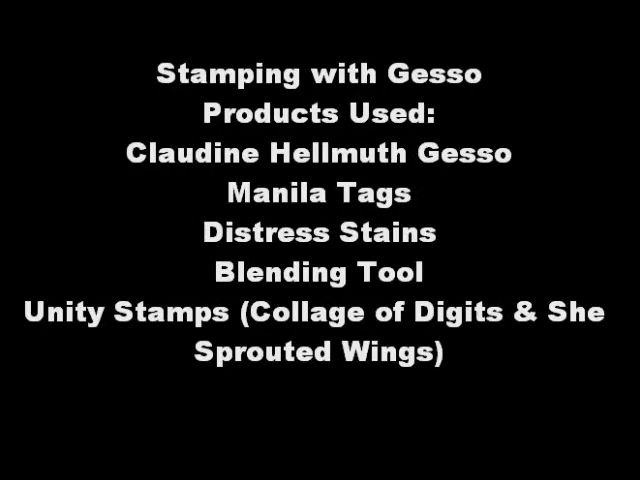 Stamping with Gesso
Products Used:
Claudine Hellmuth Gesso
Manila Tags
Distress Stains
Blending Tool
Unity Stamps (Collage of Digits & She
Sprouted Wings)